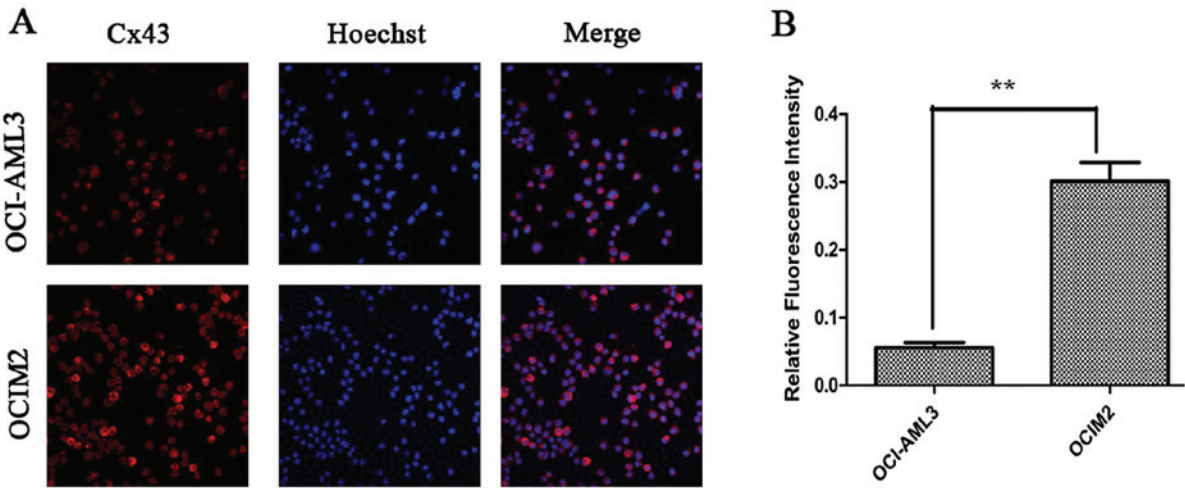 A
Cx43
Hoechst
Merge
OCI-AML3
OCIM2
B
**
Relative Fluorescence Intensity
0.4
0.3
0.2
0.1
0.0
OCI-AML3
OCIM2